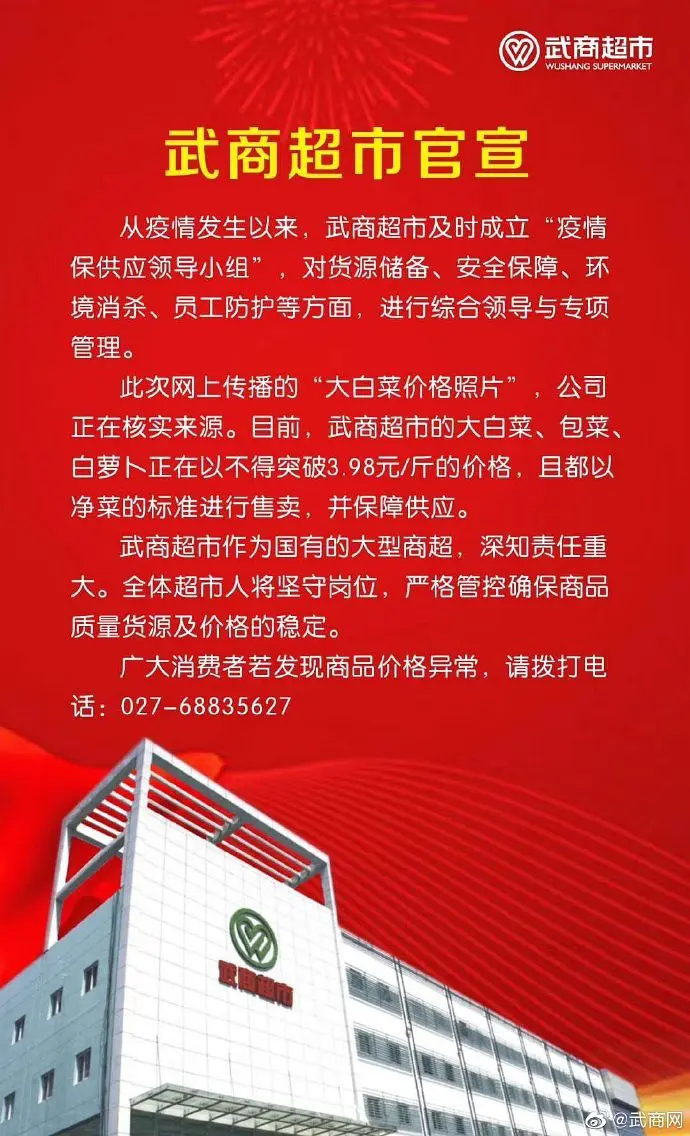 武商超市
WUSHANG SUPERMARKET
武商超市官宣
从疫情发生以来，武商超市及时成立“疫情
保供应领导小组”，对货源储备、安全保障、环
境消杀、员工防护等方面，进行综合领导与专项
管理。
此次网上传播的“大白菜价格照片”，公司
正在核实来源。目前，武商超市的大白菜、包菜、
白萝卜正在以不得突破3.98元/斤的价格，且都以
净菜的标准进行售卖，并保障供应。
武商超市作为国有的大型商超，深知责任重
大。全体超市人将坚守岗位，严格管控确保商品
质量货源及价格的稳定。
广大消费者若发现商品价格异常，请拨打电
话：027-68835627
武商超市
@武商网